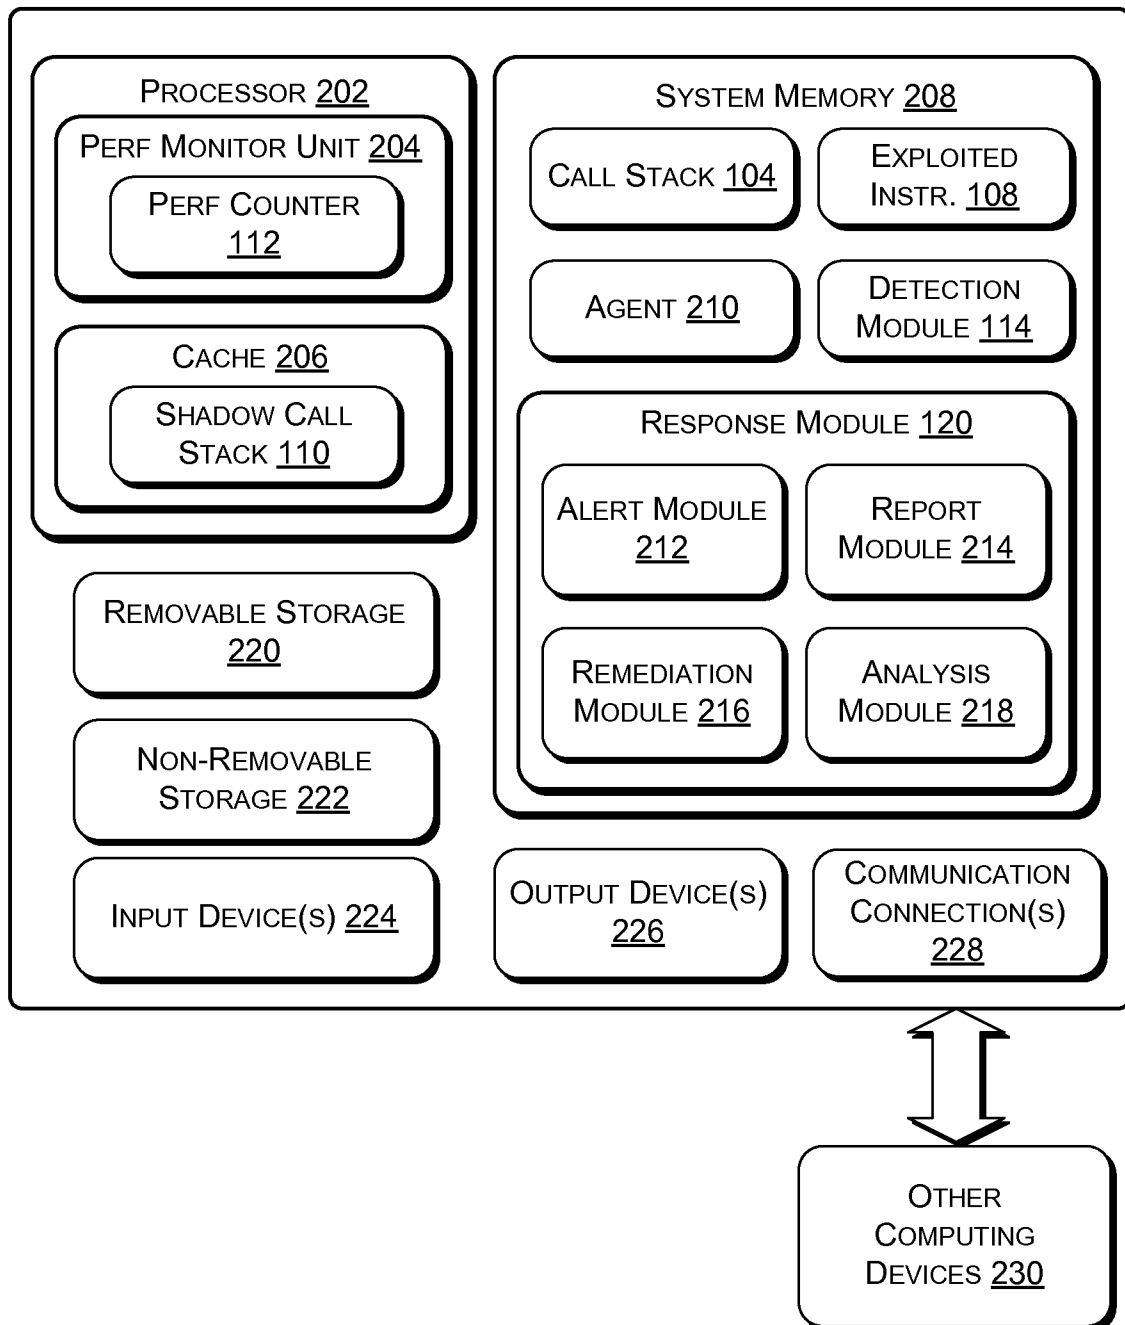 PROCESSOR 202
PERF MONITOR UNIT 204
PERF COUNTER
112
CACHE 206
SHADOW CALL
STACK 110
SYSTEM MEMORY 208
CALL STACK 104
EXPLOITED
INSTR. 108
AGENT 210
DETECTION
MODULE 114
RESPONSE MODULE 120
ALERT MODULE
212
REPORT
MODULE 214
REMEDIATION
MODULE 216
ANALYSIS
MODULE 218
REMOVABLE STORAGE
220
NON-REMOVABLE
STORAGE 222
INPUT DEVICE(S) 224
OUTPUT DEVICE(S)
226
COMMUNICATION
CONNECTION(S)
228
OTHER
COMPUTING
DEVICES 230